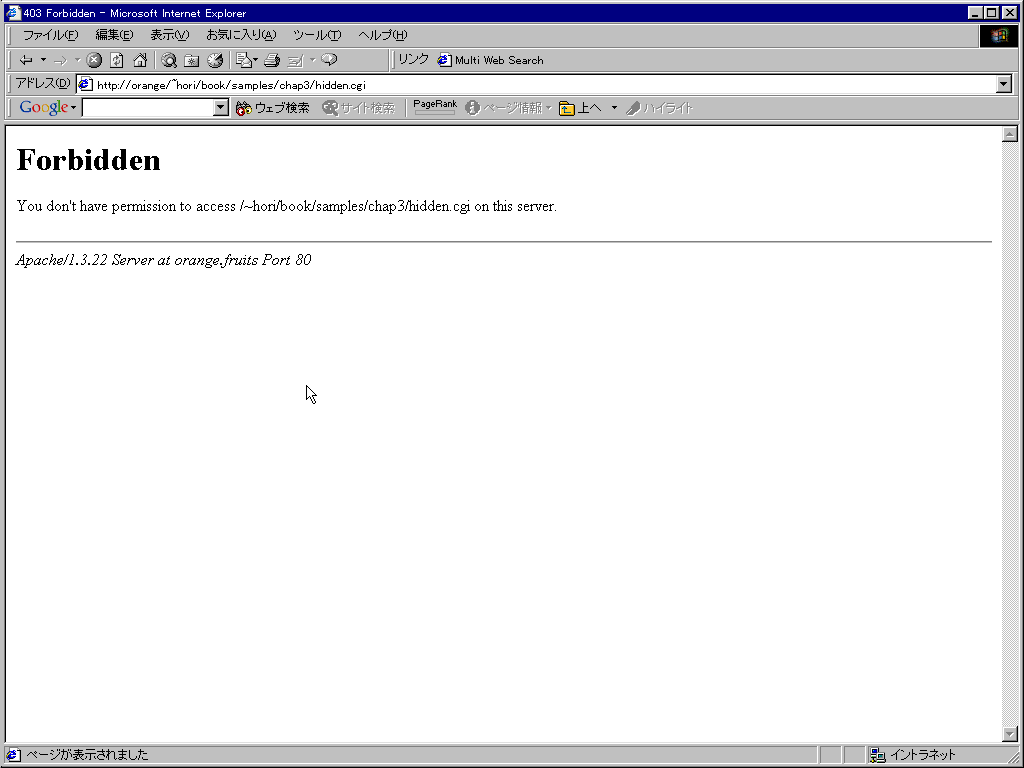 403 Forbidden - Microsoft Internet Explorer
ファイル(F) 編集(E) 表示(V) お気に入り(A) ツール(T) ヘルプ(H)
リンク Multi Web Search
アドレス(D) http://orange/~hori/book/samples/chap3/hidden.cgi
Google ウェブ検索 サイト検索 PageRank ページ情報 上へ ハイライト
Forbidden
You don't have permission to access /~hori/book/samples/chap3/hidden.cgi on this server.
Apache/1.3.22 Server at orange.fruits Port 80
ページが表示されました イントラネット